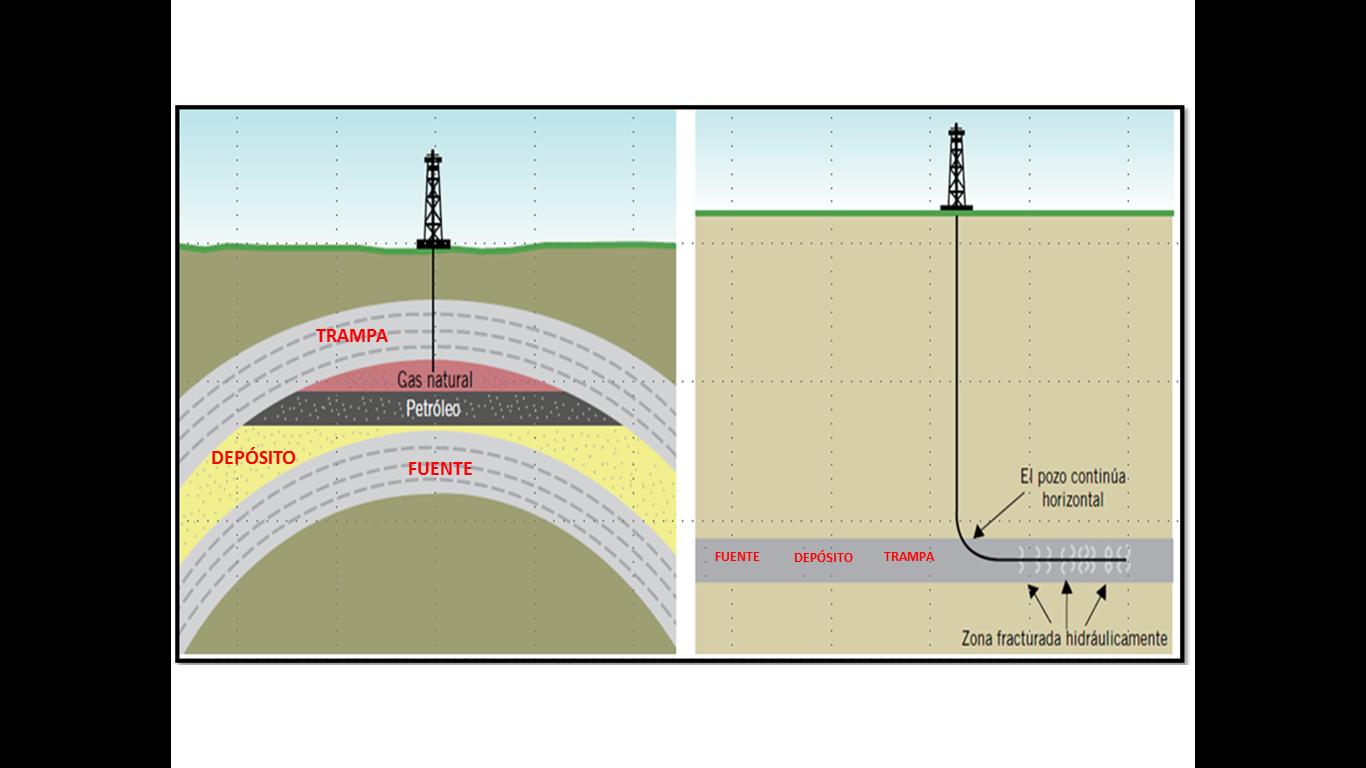 TRAMPA
Gas natural
Petróleo
DEPÓSITO
FUENTE
El pozo continúa
horizontal
FUENTE
DEPÓSITO
TRAMPA
Zona fracturada hidráulicamente